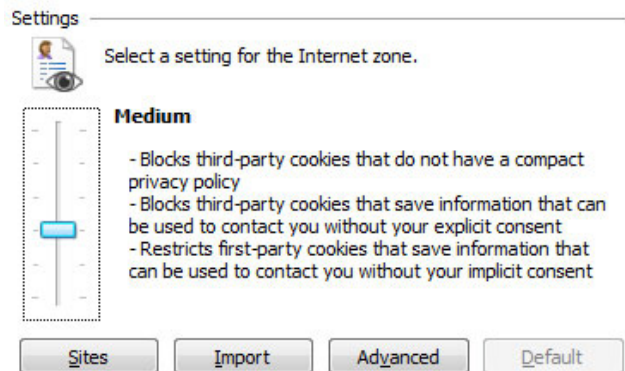 Settings
Select a setting for the Internet zone.
Medium
- Blocks third-party cookies that do not have a compact
privacy policy
- Blocks third-party cookies that save information that can
be used to contact you without your explicit consent
- Restricts first-party cookies that save information that
can be used to contact you without your implicit consent
Sites Import Advanced Default